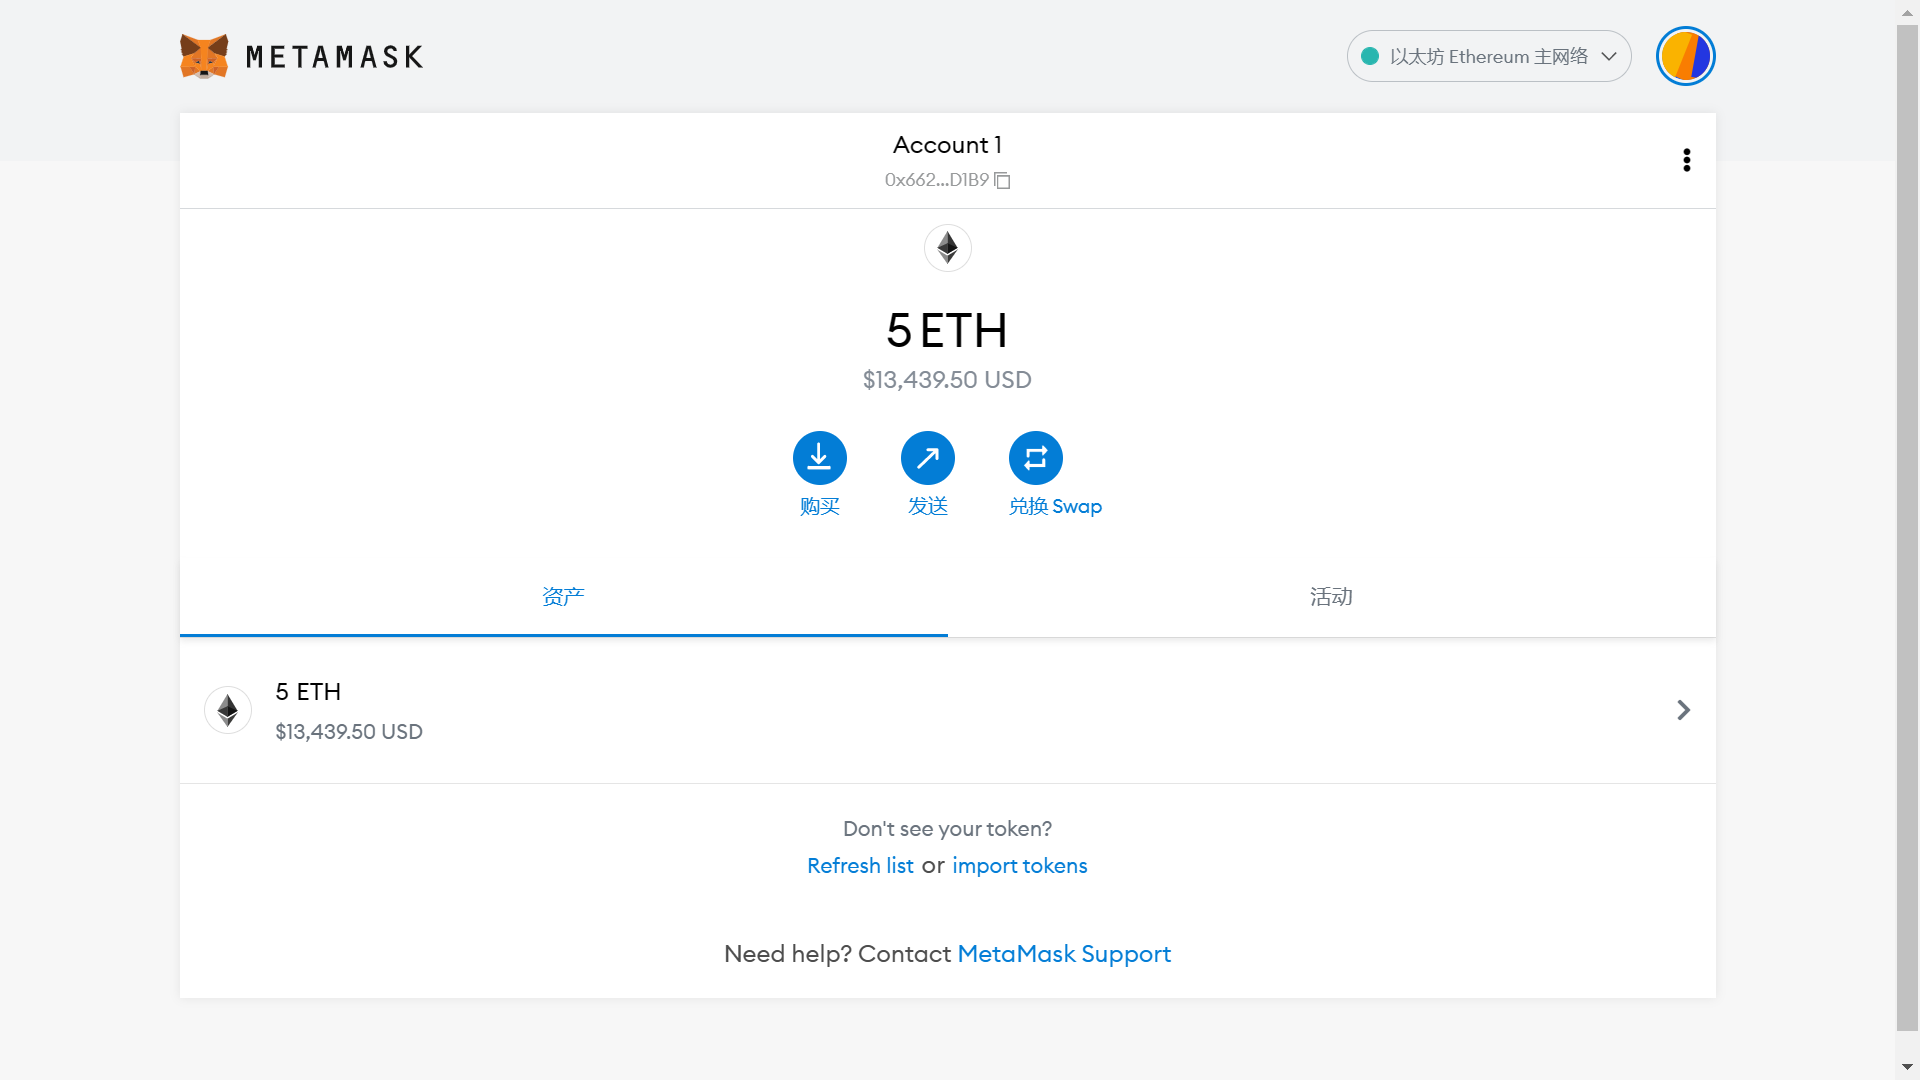 METAMASK
以太坊 Ethereum 主网络
Account 1
0x662...D1B9
5 ETH
$13,439.50 USD
购买
发送
兑换 Swap
资产
活动
5 ETH
$13,439.50 USD
Don't see your token?
Refresh list or import tokens
Need help? Contact MetaMask Support